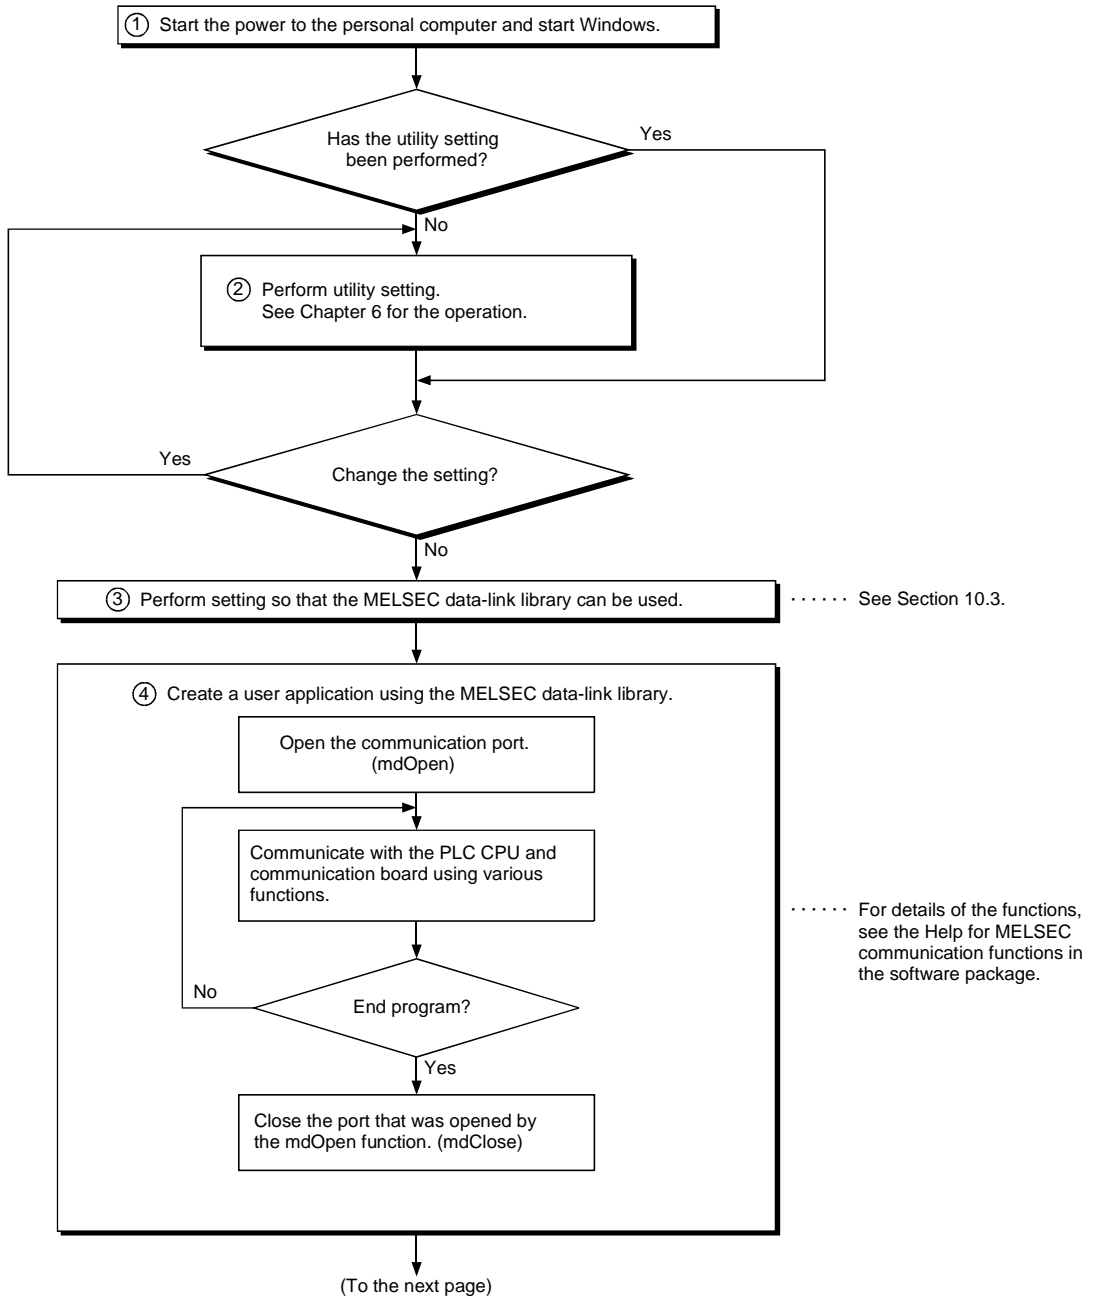 ① Start the power to the personal computer and start Windows.
Has the utility setting
been performed?
Yes
No
② Perform utility setting.
See Chapter 6 for the operation.
Yes
Change the setting?
No
③ Perform setting so that the MELSEC data-link library can be used.
······ See Section 10.3.
④ Create a user application using the MELSEC data-link library.
Open the communication port.
(mdOpen)
Communicate with the PLC CPU and
communication board using various
functions.
······ For details of the functions,
see the Help for MELSEC
communication functions in
the software package.
No
End program?
Yes
Close the port that was opened by
the mdOpen function. (mdClose)
(To the next page)